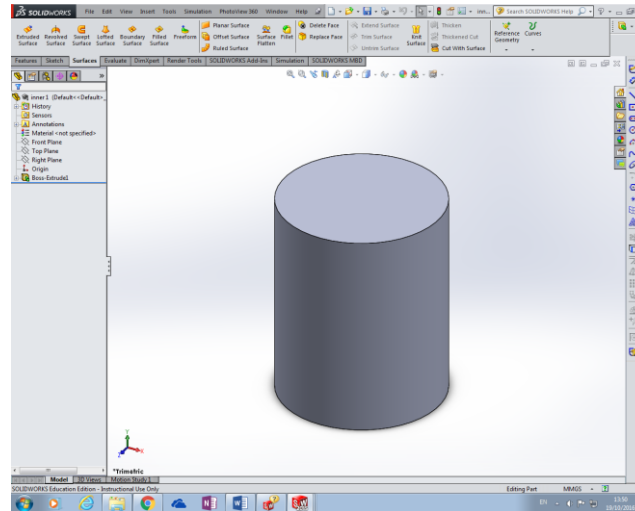 SOLIDWORKS File Edit View Insert Tools Simulation PhotoView 360 Window Help inn... Search SOLIDWORKS Help
Extruded Surface Revolved Surface Swept Surface Lofted Surface Boundary Surface Filled Surface Freeform Planar Surface Offset Surface Ruled Surface Surface Flatten Fillet Delete Face Replace Face Extend Surface Trim Surface Untrim Surface End Surface Thicken Thickened Cut Cut With Surface Reference Geometry Curves
Features Sketch Surfaces Evaluate DimXpert Render Tools SOLIDWORKS Add-Ins Simulation SOLIDWORKS MBD
inner1 (Default<<Default>_
History
Sensors
Annotations
Material <not specified>
Front Plane
Top Plane
Right Plane
Origin
Boss-Extrude1
*Trimetric
Model 3D Views Motion Study 1
SOLIDWORKS Education Edition - Instructional Use Only Editing Part MMGS
EN 13:50